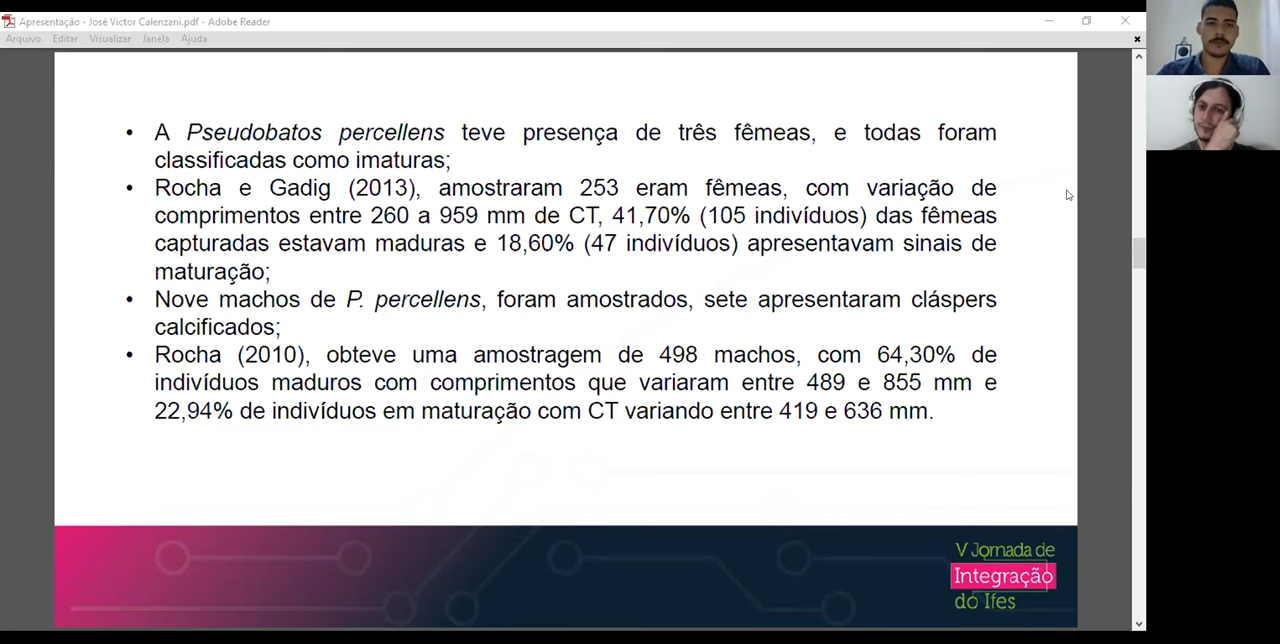 Apresentação - José Victor Calenzani.pdf - Adobe Reader
Arquivo Editar Visualizar Janela Ajuda
• A Pseudobatos percellens teve presença de três fêmeas, e todas foram
classificadas como imaturas;
• Rocha e Gadig (2013), amostraram 253 eram fêmeas, com variação de
comprimentos entre 260 a 959 mm de CT, 41,70% (105 indivíduos) das fêmeas
capturadas estavam maduras e 18,60% (47 indivíduos) apresentavam sinais de
maturação;
• Nove machos de P. percellens, foram amostrados, sete apresentaram cláspers
calcificados;
• Rocha (2010), obteve uma amostragem de 498 machos, com 64,30% de
indivíduos maduros com comprimentos que variaram entre 489 e 855 mm e
22,94% de indivíduos em maturação com CT variando entre 419 e 636 mm.
V Jornada de
Integração
do Ifes